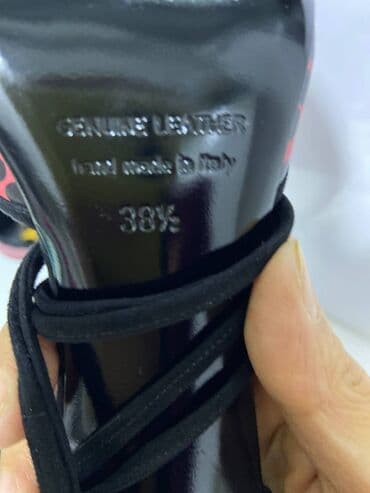 GENUINE LEATHER
hand made in Italy
38½